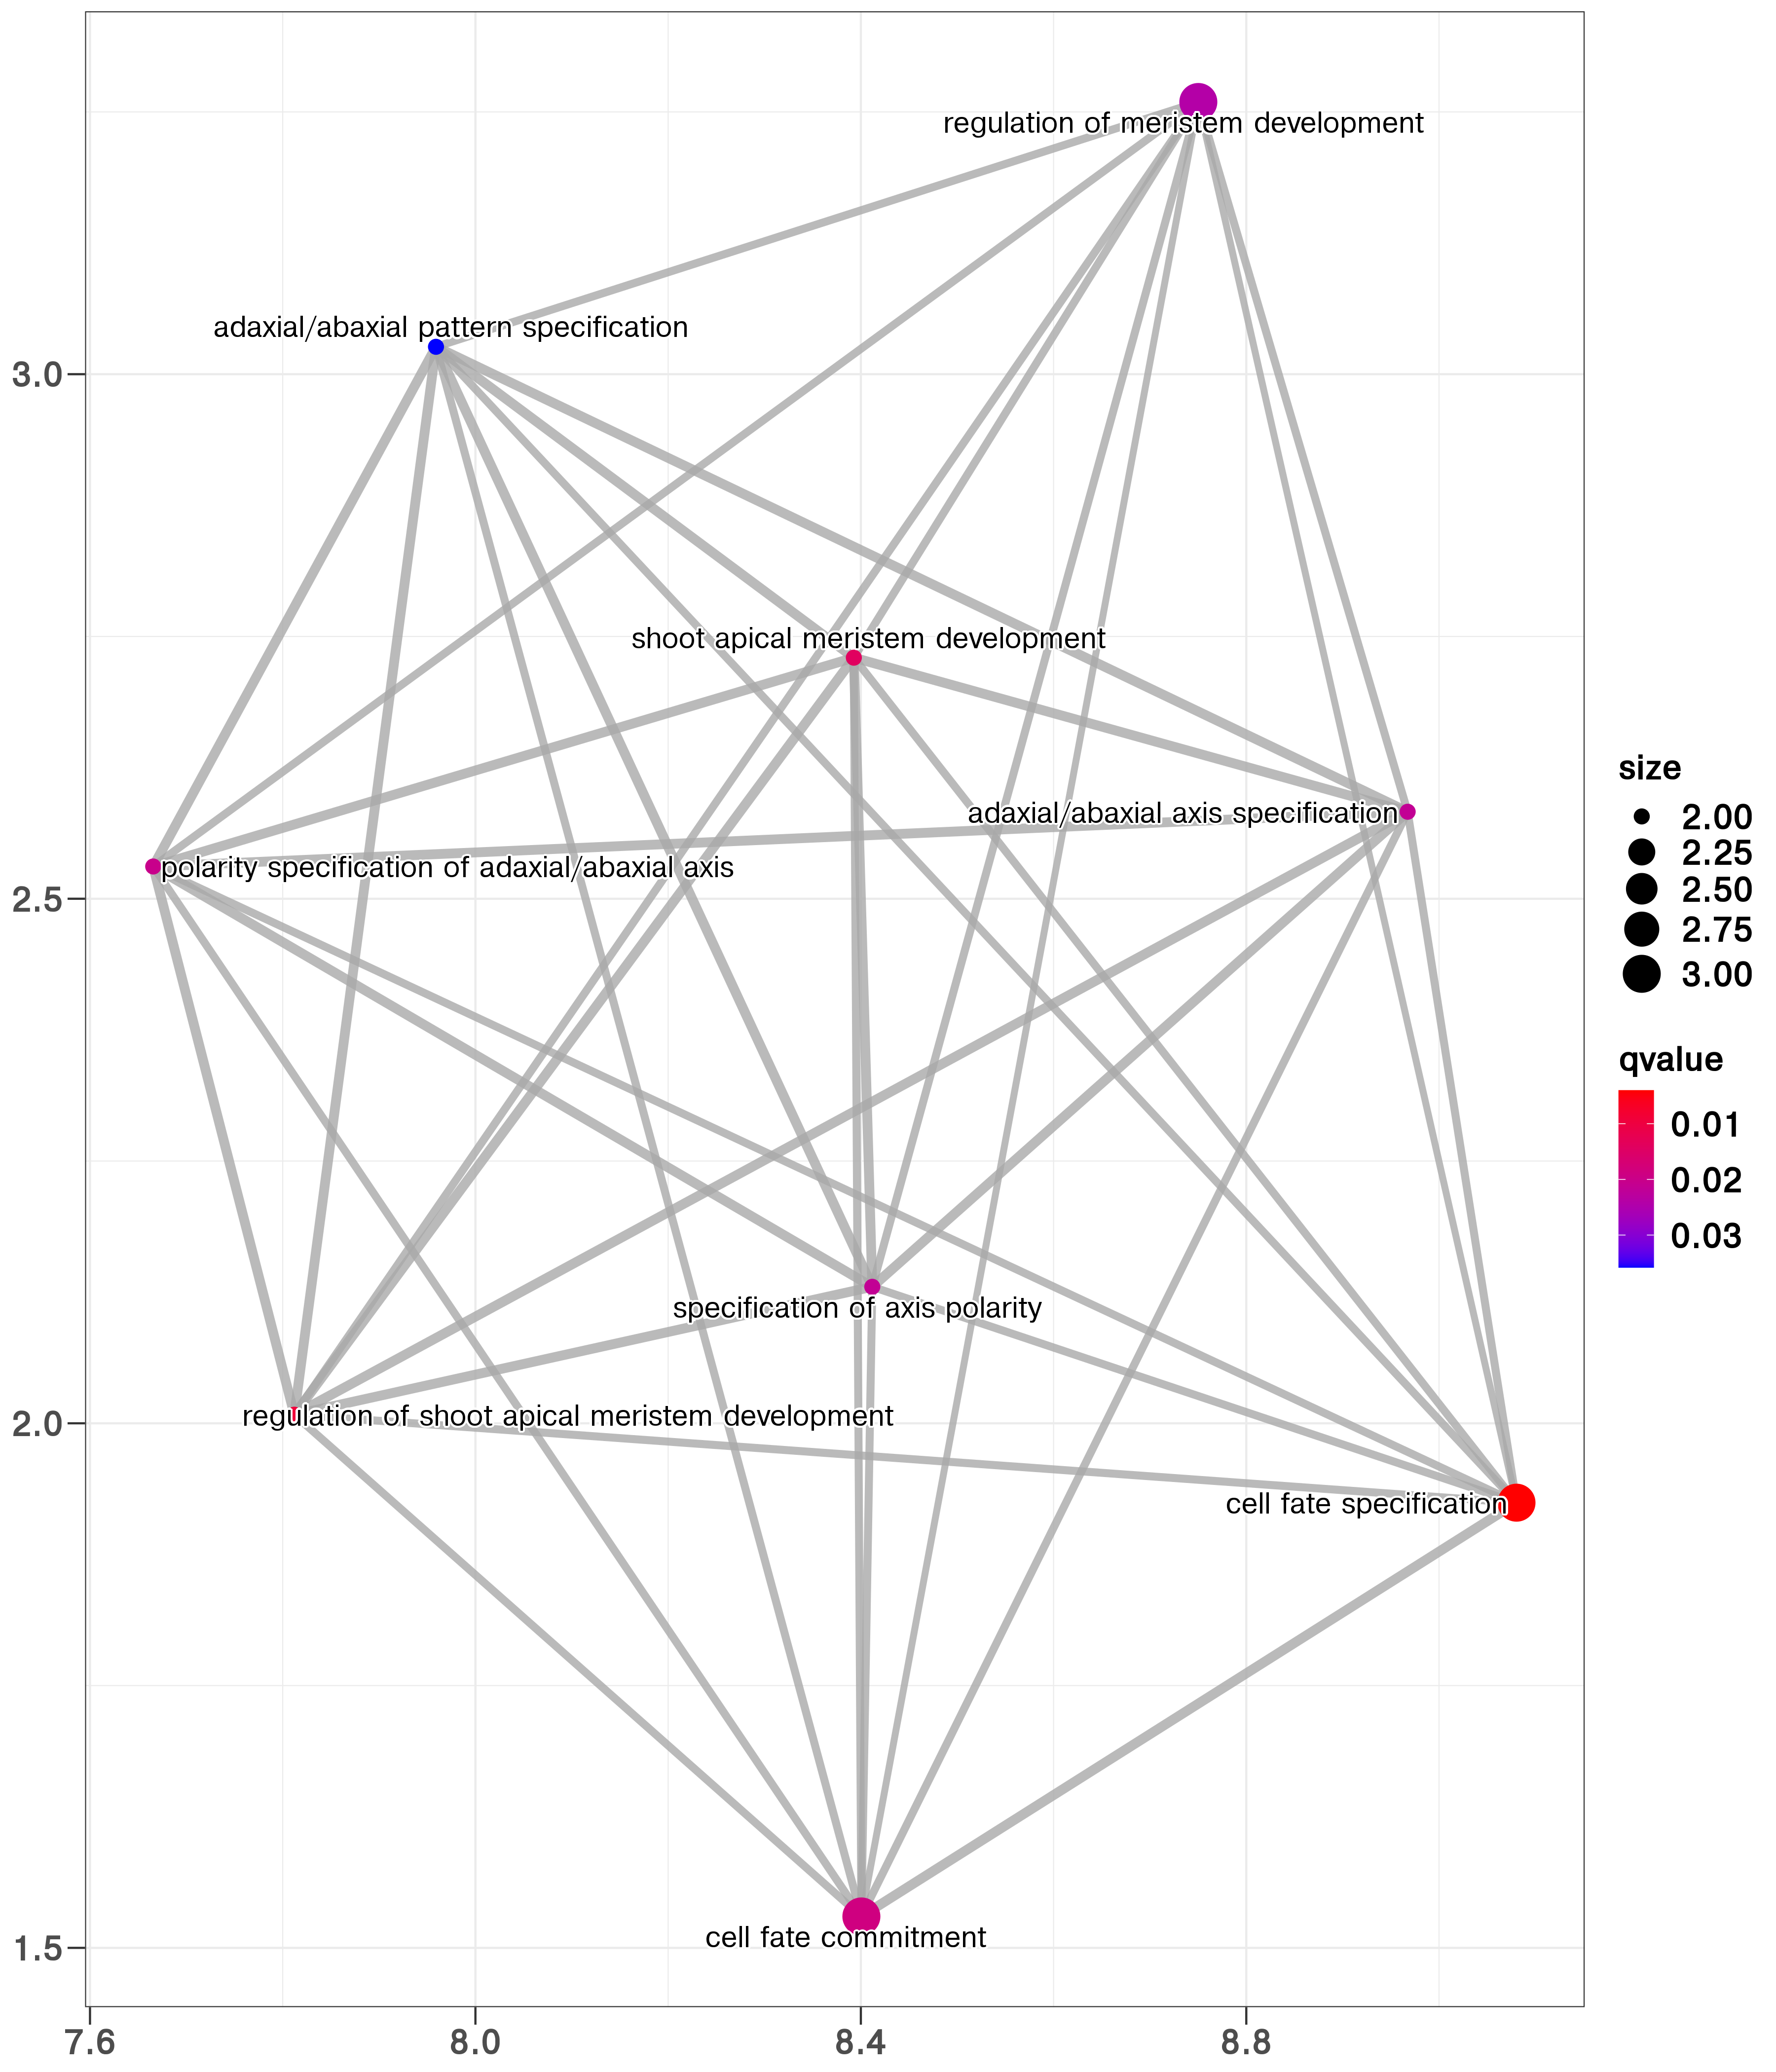 regulation of meristem development
adaxial/abaxial pattern specification
3.0
shoot apical meristem development
size
adaxial/abaxial axis specification
2.00
2.25
polarity specification of adaxial/abaxial axis
2.50
2.5
2.75
3.00
qvalue
0.01
0.02
0.03
specification of axis polarity
regulation of shoot apical meristem development
2.0
cell fate specification
cell fate commitment
1.5
7.6 8.0 8.4 8.8